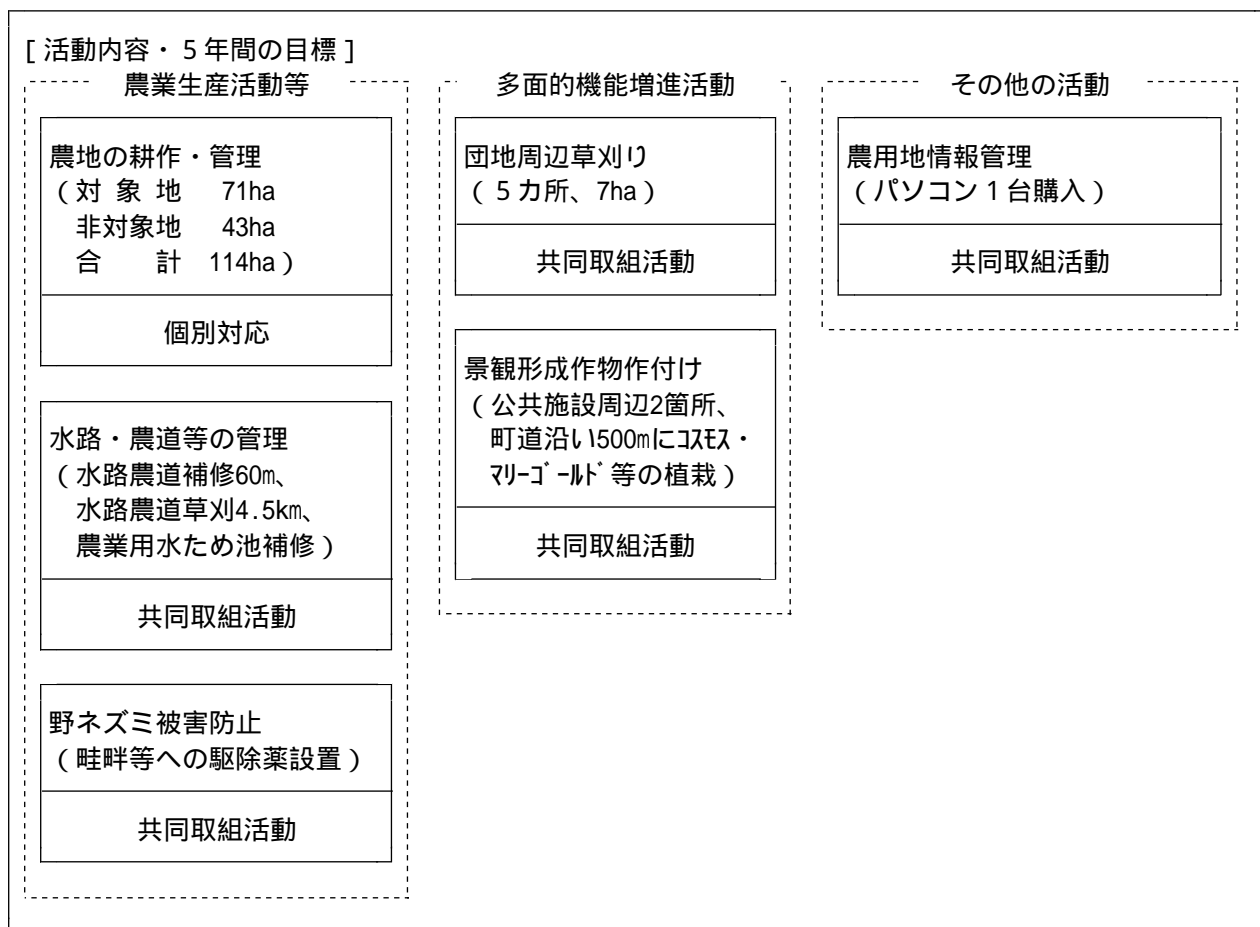 [活動内容・５年間の目標]
農業生産活動等
農地の耕作・管理
（対 象 地　71ha
非対象地　43ha
合　　計　114ha）
個別対応
水路・農道等の管理
（水路農道補修60m、
水路農道草刈4.5km、
農業用水ため池補修）
共同取組活動
野ネズミ被害防止
（畦畔等への駆除薬設置）
共同取組活動
多面的機能増進活動
団地周辺草刈り
（５カ所、7ha）
共同取組活動
景観形成作物作付け
（公共施設周辺2箇所、
町道沿い500mにｺｽﾓｽ・
ﾏﾘｰｺﾞｰﾙﾄﾞ等の植栽）
共同取組活動
その他の活動
農用地情報管理
（パソコン１台購入）
共同取組活動